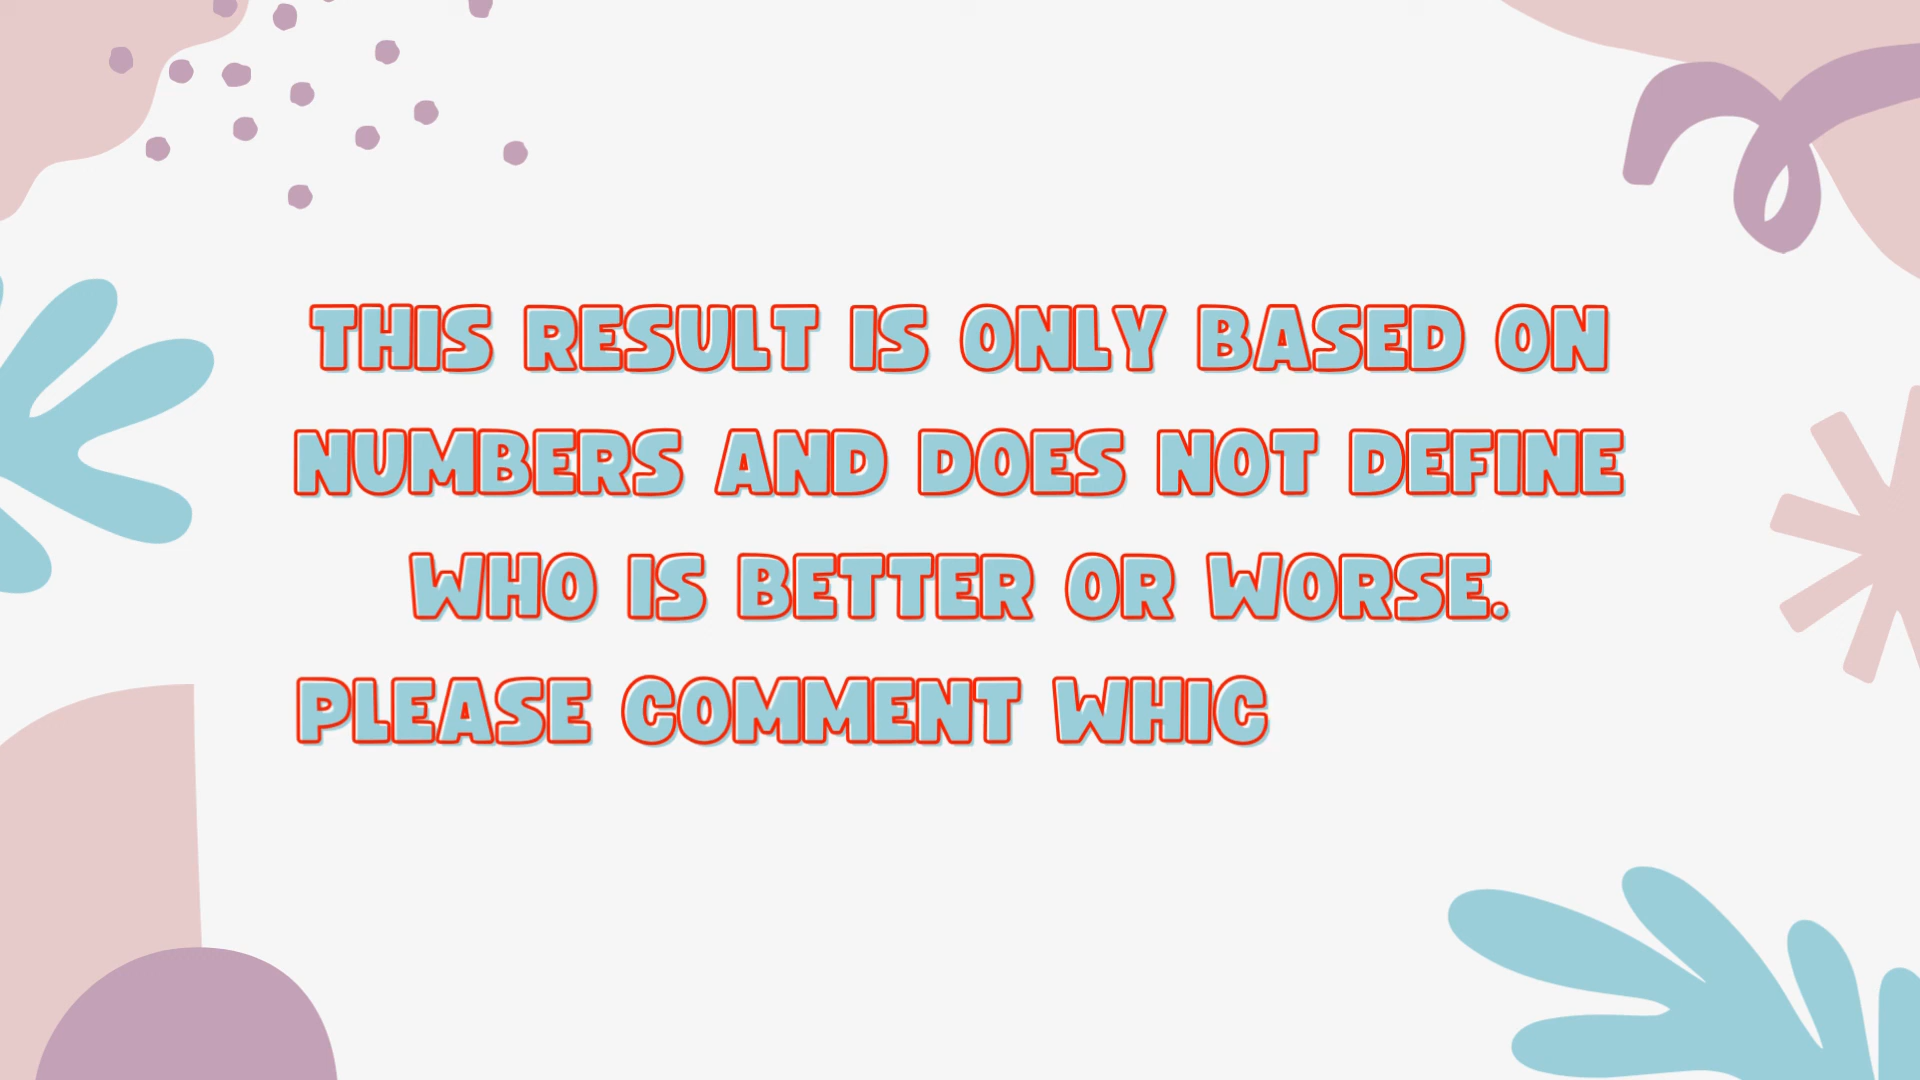 THIS RESULT IS ONLY BASED ON
NUMBERS AND DOES NOT DEFINE
WHO IS BETTER OR WORSE.
PLEASE COMMENT WHIC